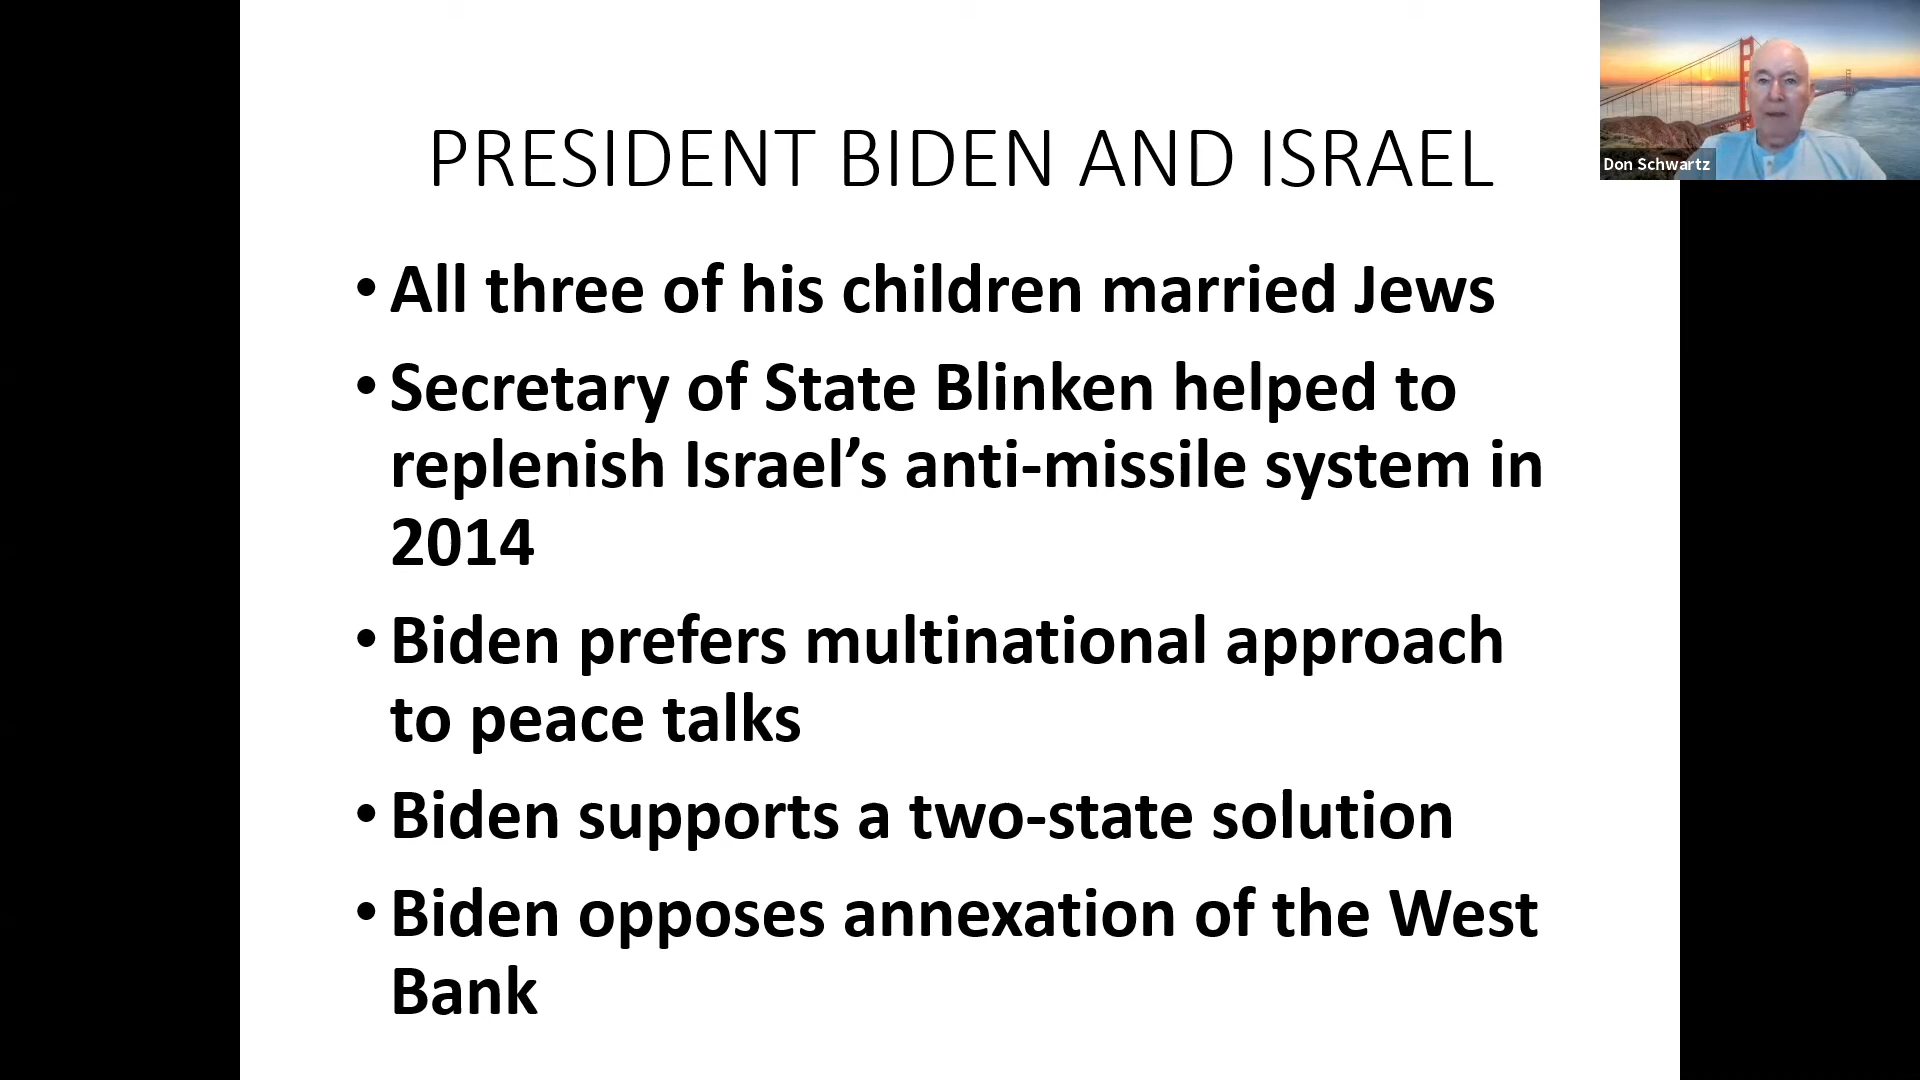 PRESIDENT BIDEN AND ISRAEL
• All three of his children married Jews
• Secretary of State Blinken helped to
replenish Israel’s anti-missile system in
2014
• Biden prefers multinational approach
to peace talks
• Biden supports a two-state solution
• Biden opposes annexation of the West
Bank
Don Schwartz